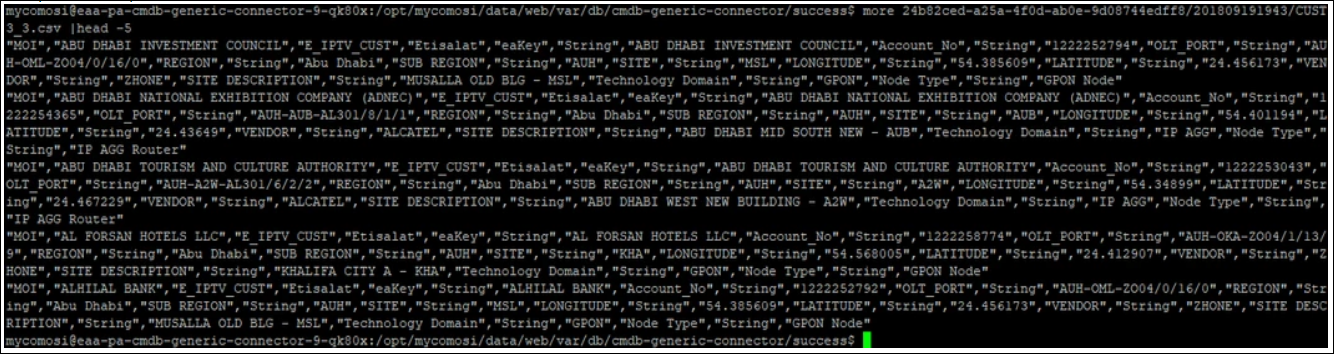 mycomosi@eaa-pa-cmdb-generic-connector-9-qk80x:/opt/mycomosi/data/web/var/db/cmdb-generic-connector/success$ more 24b82ced-a25a-4f0d-ab0e-9d08744edff8/201809191943/CUST
3_3.csv |head -5
"MOI","ABU DHABI INVESTMENT COUNCIL","E_IPTV_CUST","Etisalat","eaKey","String","ABU DHABI INVESTMENT COUNCIL","Account_No","String","1222252794","OLT_PORT","String","AU
H-OML-ZO04/0/16/0","REGION","String","Abu Dhabi","SUB REGION","String","AUH","SITE","String","MSL","LONGITUDE","String","54.385609","LATITUDE","String","24.456173","VEN
DOR","String","ZHONE","SITE DESCRIPTION","String","MUSALLA OLD BLG - MSL","Technology Domain","String","GPON","Node Type","String","GPON Node"
"MOI","ABU DHABI NATIONAL EXHIBITION COMPANY (ADNEC)","E_IPTV_CUST","Etisalat","eaKey","String","ABU DHABI NATIONAL EXHIBITION COMPANY (ADNEC)","Account_No","String","1
222254365","OLT_PORT","String","AUH-AUB-AL301/8/1/1","REGION","String","Abu Dhabi","SUB REGION","String","AUH","SITE","String","AUB","LONGITUDE","String","54.401194","L
ATITUDE","String","24.43649","VENDOR","String","ALCATEL","SITE DESCRIPTION","String","ABU DHABI MID SOUTH NEW - AUB","Technology Domain","String","IP AGG","Node Type","
String","IP AGG Router"
"MOI","ABU DHABI TOURISM AND CULTURE AUTHORITY","E_IPTV_CUST","Etisalat","eaKey","String","ABU DHABI TOURISM AND CULTURE AUTHORITY","Account_No","String","1222253043","
OLT_PORT","String","AUH-A2W-AL301/6/2/2","REGION","String","Abu Dhabi","SUB REGION","String","AUH","SITE","String","A2W","LONGITUDE","String","54.34899","LATITUDE","Str
ing","24.467229","VENDOR","String","ALCATEL","SITE DESCRIPTION","String","ABU DHABI WEST NEW BUILDING - A2W","Technology Domain","String","IP AGG","Node Type","String",
"IP AGG Router"
"MOI","AL FORSAN HOTELS LLC","E_IPTV_CUST","Etisalat","eaKey","String","AL FORSAN HOTELS LLC","Account_No","String","1222258774","OLT_PORT","String","AUH-OKA-ZO04/1/13/
9","REGION","String","Abu Dhabi","SUB REGION","String","AUH","SITE","String","KHA","LONGITUDE","String","54.568005","LATITUDE","String","24.412907","VENDOR","String","Z
HONE","SITE DESCRIPTION","String","KHALIFA CITY A - KHA","Technology Domain","String","GPON","Node Type","String","GPON Node"
"MOI","ALHILAL BANK","E_IPTV_CUST","Etisalat","eaKey","String","ALHILAL BANK","Account_No","String","1222252792","OLT_PORT","String","AUH-OML-ZO04/0/16/0","REGION","Str
ing","Abu Dhabi","SUB REGION","String","AUH","SITE","String","MSL","LONGITUDE","String","54.385609","LATITUDE","String","24.456173","VENDOR","String","ZHONE","SITE DESC
RIPTION","String","MUSALLA OLD BLG - MSL","Technology Domain","String","GPON","Node Type","String","GPON Node"
mycomosi@eaa-pa-cmdb-generic-connector-9-qk80x:/opt/mycomosi/data/web/var/db/cmdb-generic-connector/success$